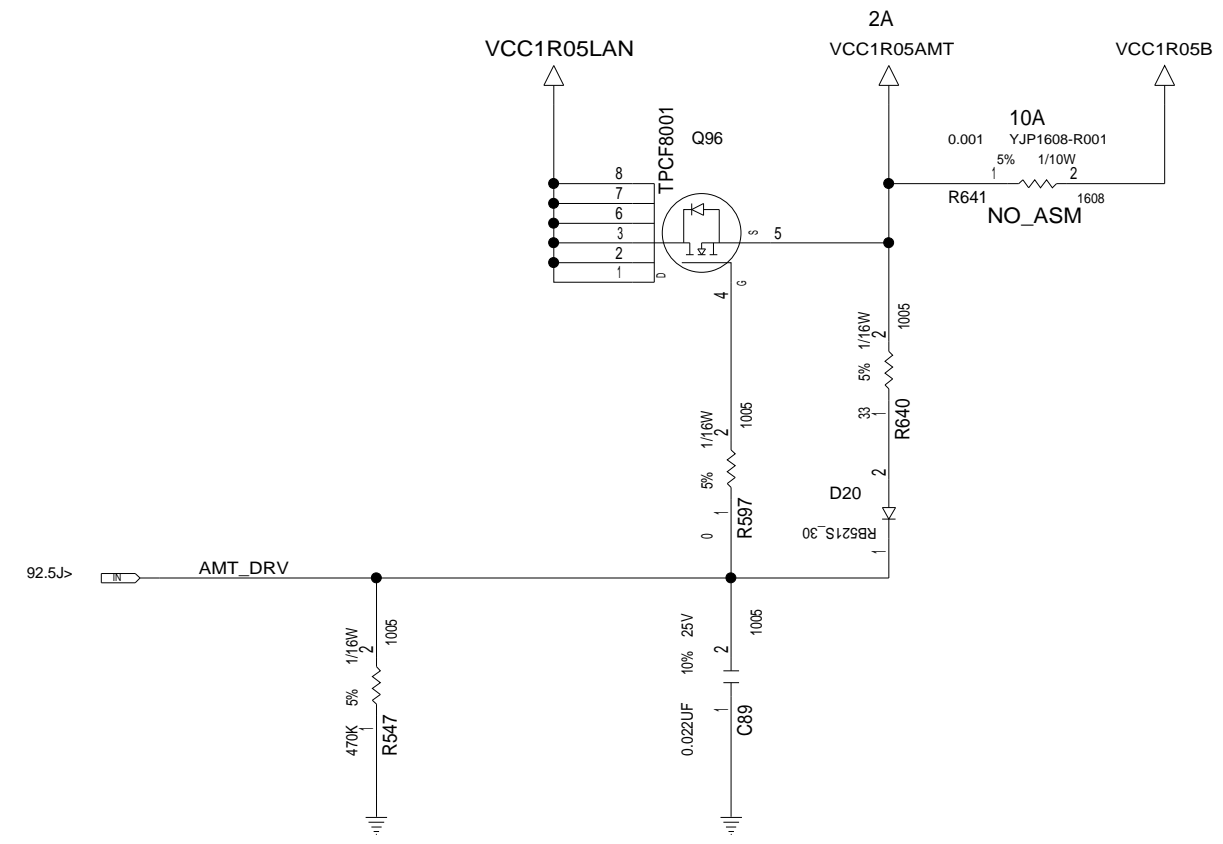 2A
VCC1R05LAN
VCC1R05AMT
VCC1R05B
10A
0.001 YJP1608-R001
5% 1/10W
1 2
R641 1608
NO_ASM
TPCF8001
Q96
8
7
6
3
2
1
D
S 5
G
4
1005
1/16W
2
5%
33
1
R640
1005
1/16W
2
5%
0
1
R597
2
D20
RB521S_30
1
92.5J> IN AMT_DRV
1005
1/16W
2
5%
470K
1
R547
1005
25V
10%
2
0.022UF
1
C89